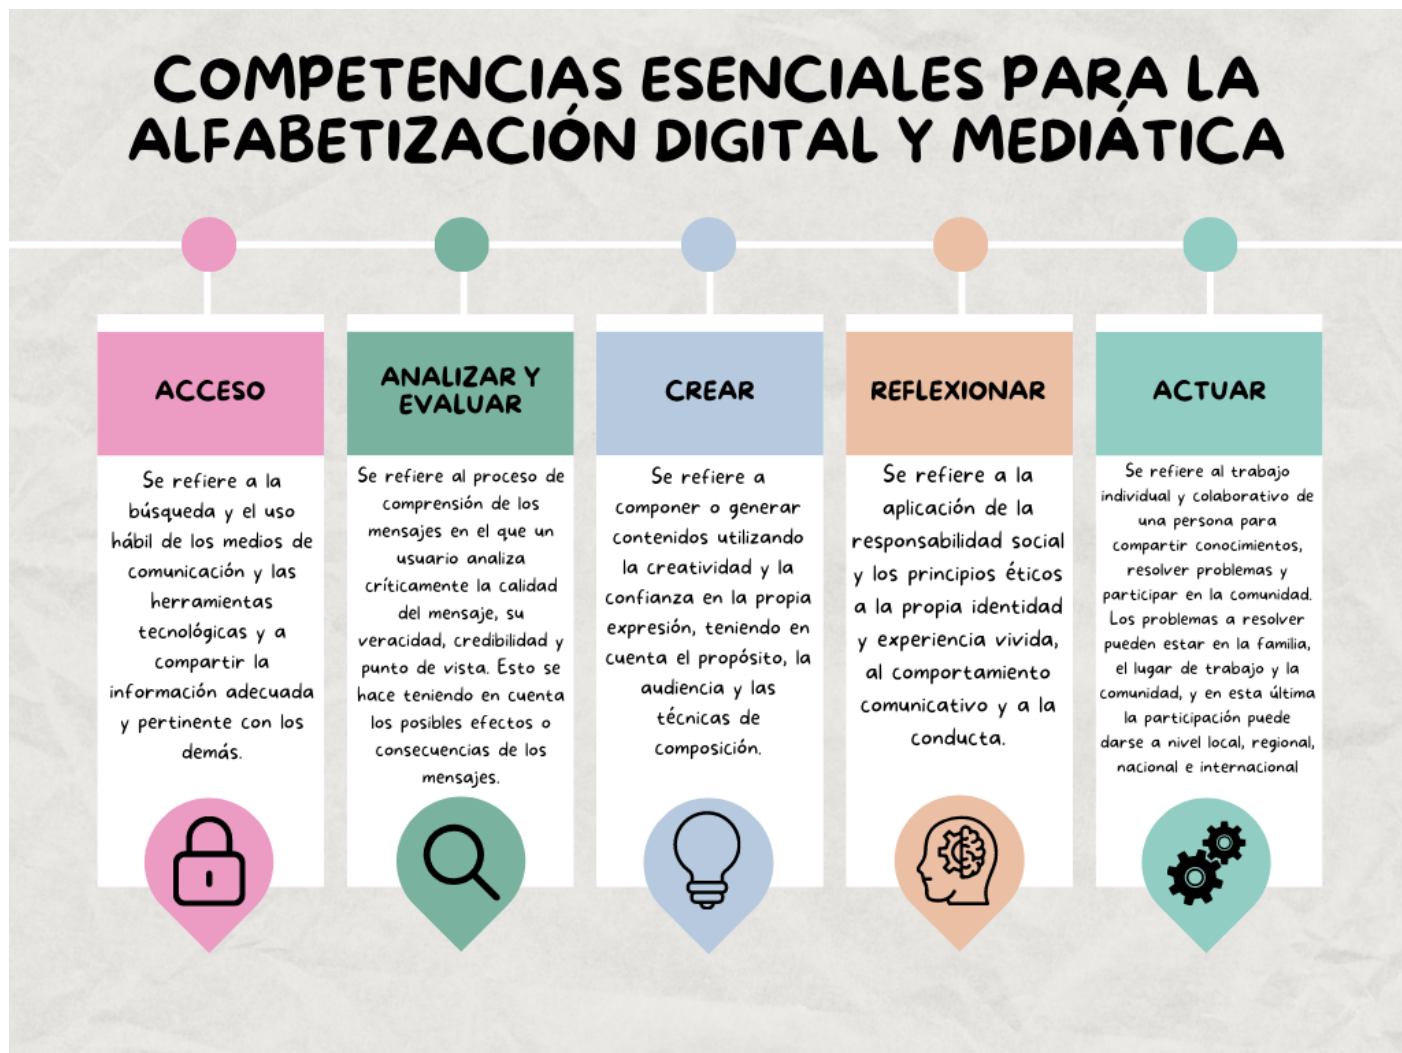 COMPETENCIAS ESENCIALES PARA LA
ALFABETIZACIÓN DIGITAL Y MEDIÁTICA
ACCESO
Se refiere a la
búsqueda y el uso
hábil de los medios de
comunicación y las
herramientas
tecnológicas y a
compartir la
información adecuada
y pertinente con los
demás.
ANALIZAR Y
EVALUAR
Se refiere al proceso de
comprensión de los
mensajes en el que un
usuario analiza
críticamente la calidad
del mensaje, su
veracidad, credibilidad y
punto de vista. Esto se
hace teniendo en cuenta
los posibles efectos o
consecuencias de los
mensajes.
CREAR
Se refiere a
componer o generar
contenidos utilizando
la creatividad y la
confianza en la propia
expresión, teniendo en
cuenta el propósito, la
audiencia y las
técnicas de
composición.
REFLEXIONAR
Se refiere a la
aplicación de la
responsabilidad social
y los principios éticos
a la propia identidad
y experiencia vivida,
al comportamiento
comunicativo y a la
conducta.
ACTUAR
Se refiere al trabajo
individual y colaborativo de
una persona para
compartir conocimientos,
resolver problemas y
participar en la comunidad.
Los problemas a resolver
pueden estar en la familia,
el lugar de trabajo y la
comunidad, y en esta última
la participación puede
darse a nivel local, regional,
nacional e internacional